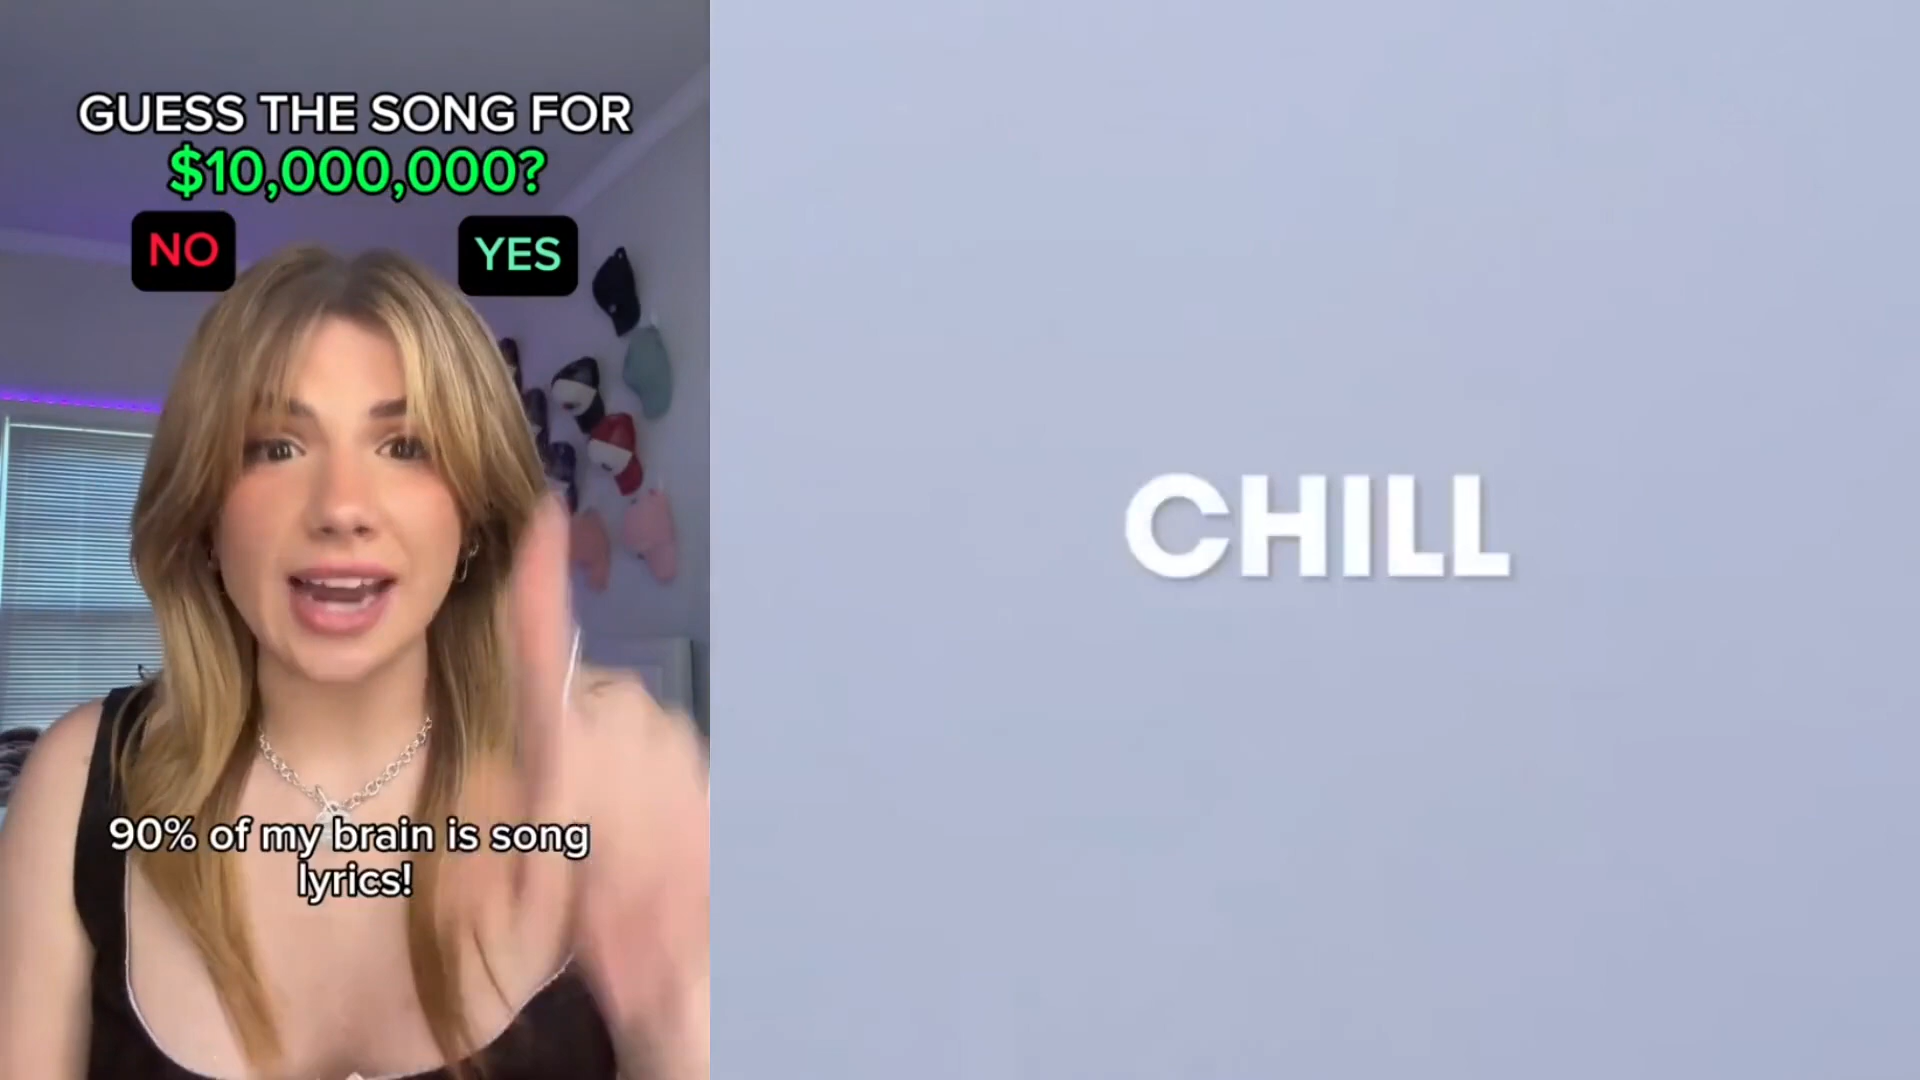 GUESS THE SONG FOR
$10,000,000?
NO
YES
90% of my brain is song
lyrics!
CHILL